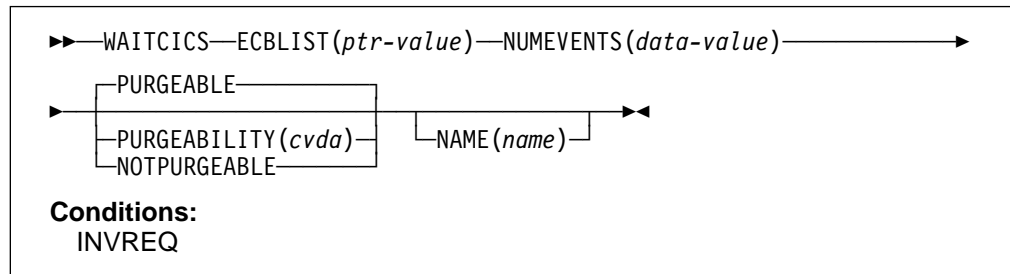 WAITCICS ECBLIST(ptr-value) NUMEVENTS(data-value)
PURGEABLE
PURGEABILITY(cvda) NAME(name)
NOTPURGEABLE
Conditions:
INVREQ